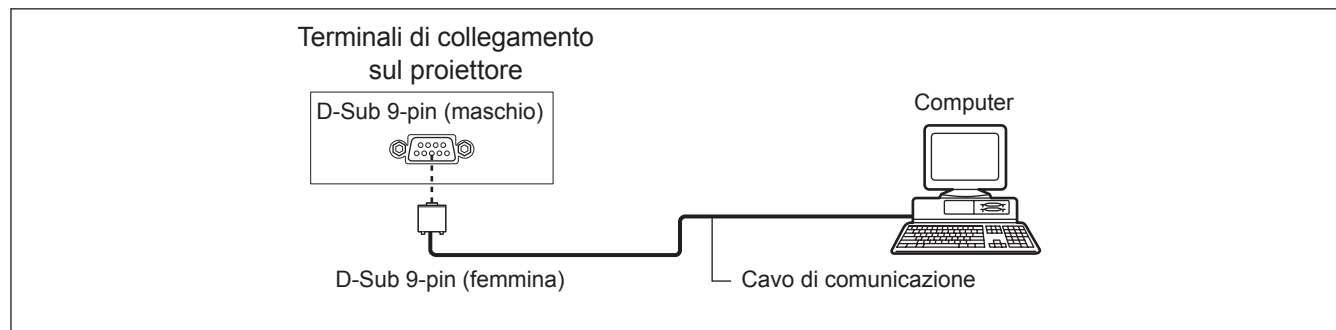 Terminali di collegamento
sul proiettore
D-Sub 9-pin (maschio)
Computer
D-Sub 9-pin (femmina)
Cavo di comunicazione